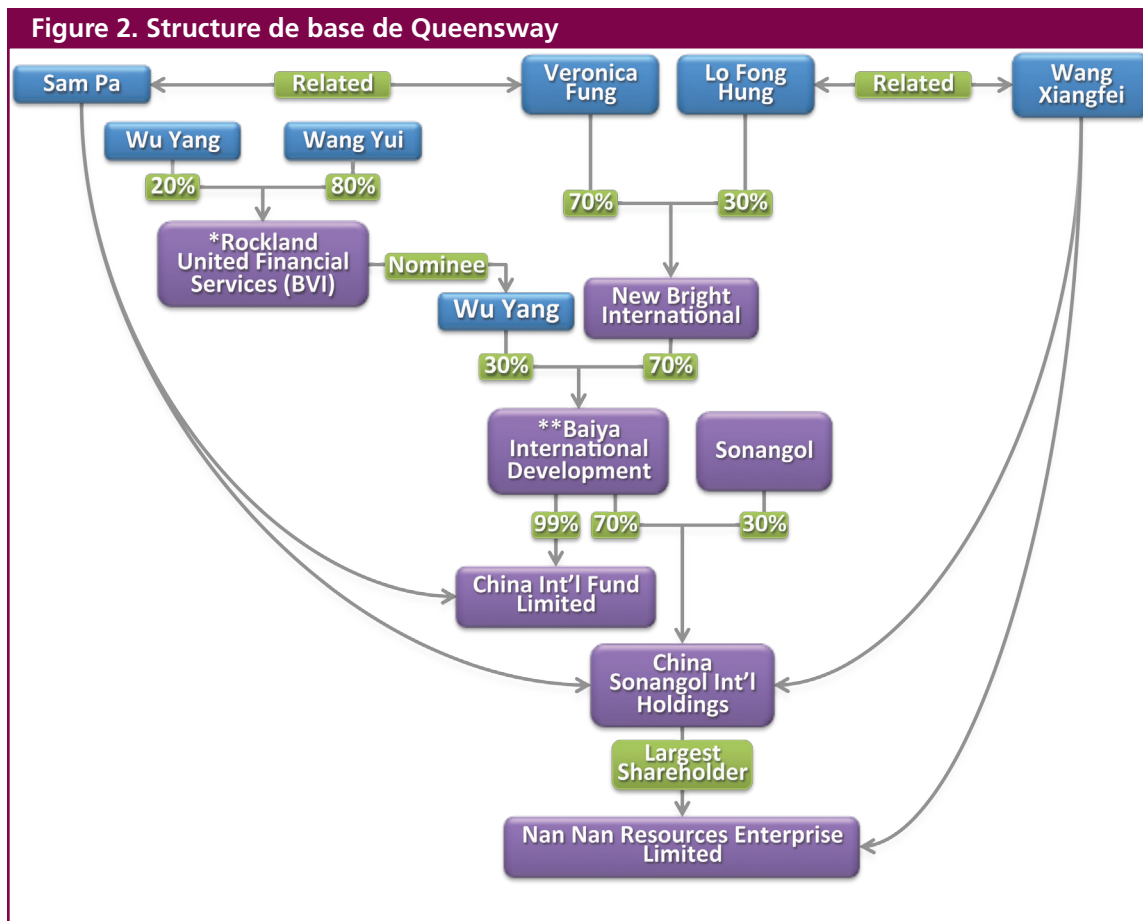 Figure 2. Structure de base de Queensway
Sam Pa
Related
Veronica
Fung
Lo Fong
Hung
Related
Wang
Xiangfei
Wu Yang
Wang Yui
20%
80%
70%
30%
*Rockland
United Financial
Services (BVI)
Nominee
Wu Yang
New Bright
International
30%
70%
**Baiya
International
Development
Sonangol
99%
70%
30%
China Int’l Fund
Limited
China
Sonangol Int’l
Holdings
Largest
Shareholder
Nan Nan Resources Enterprise
Limited